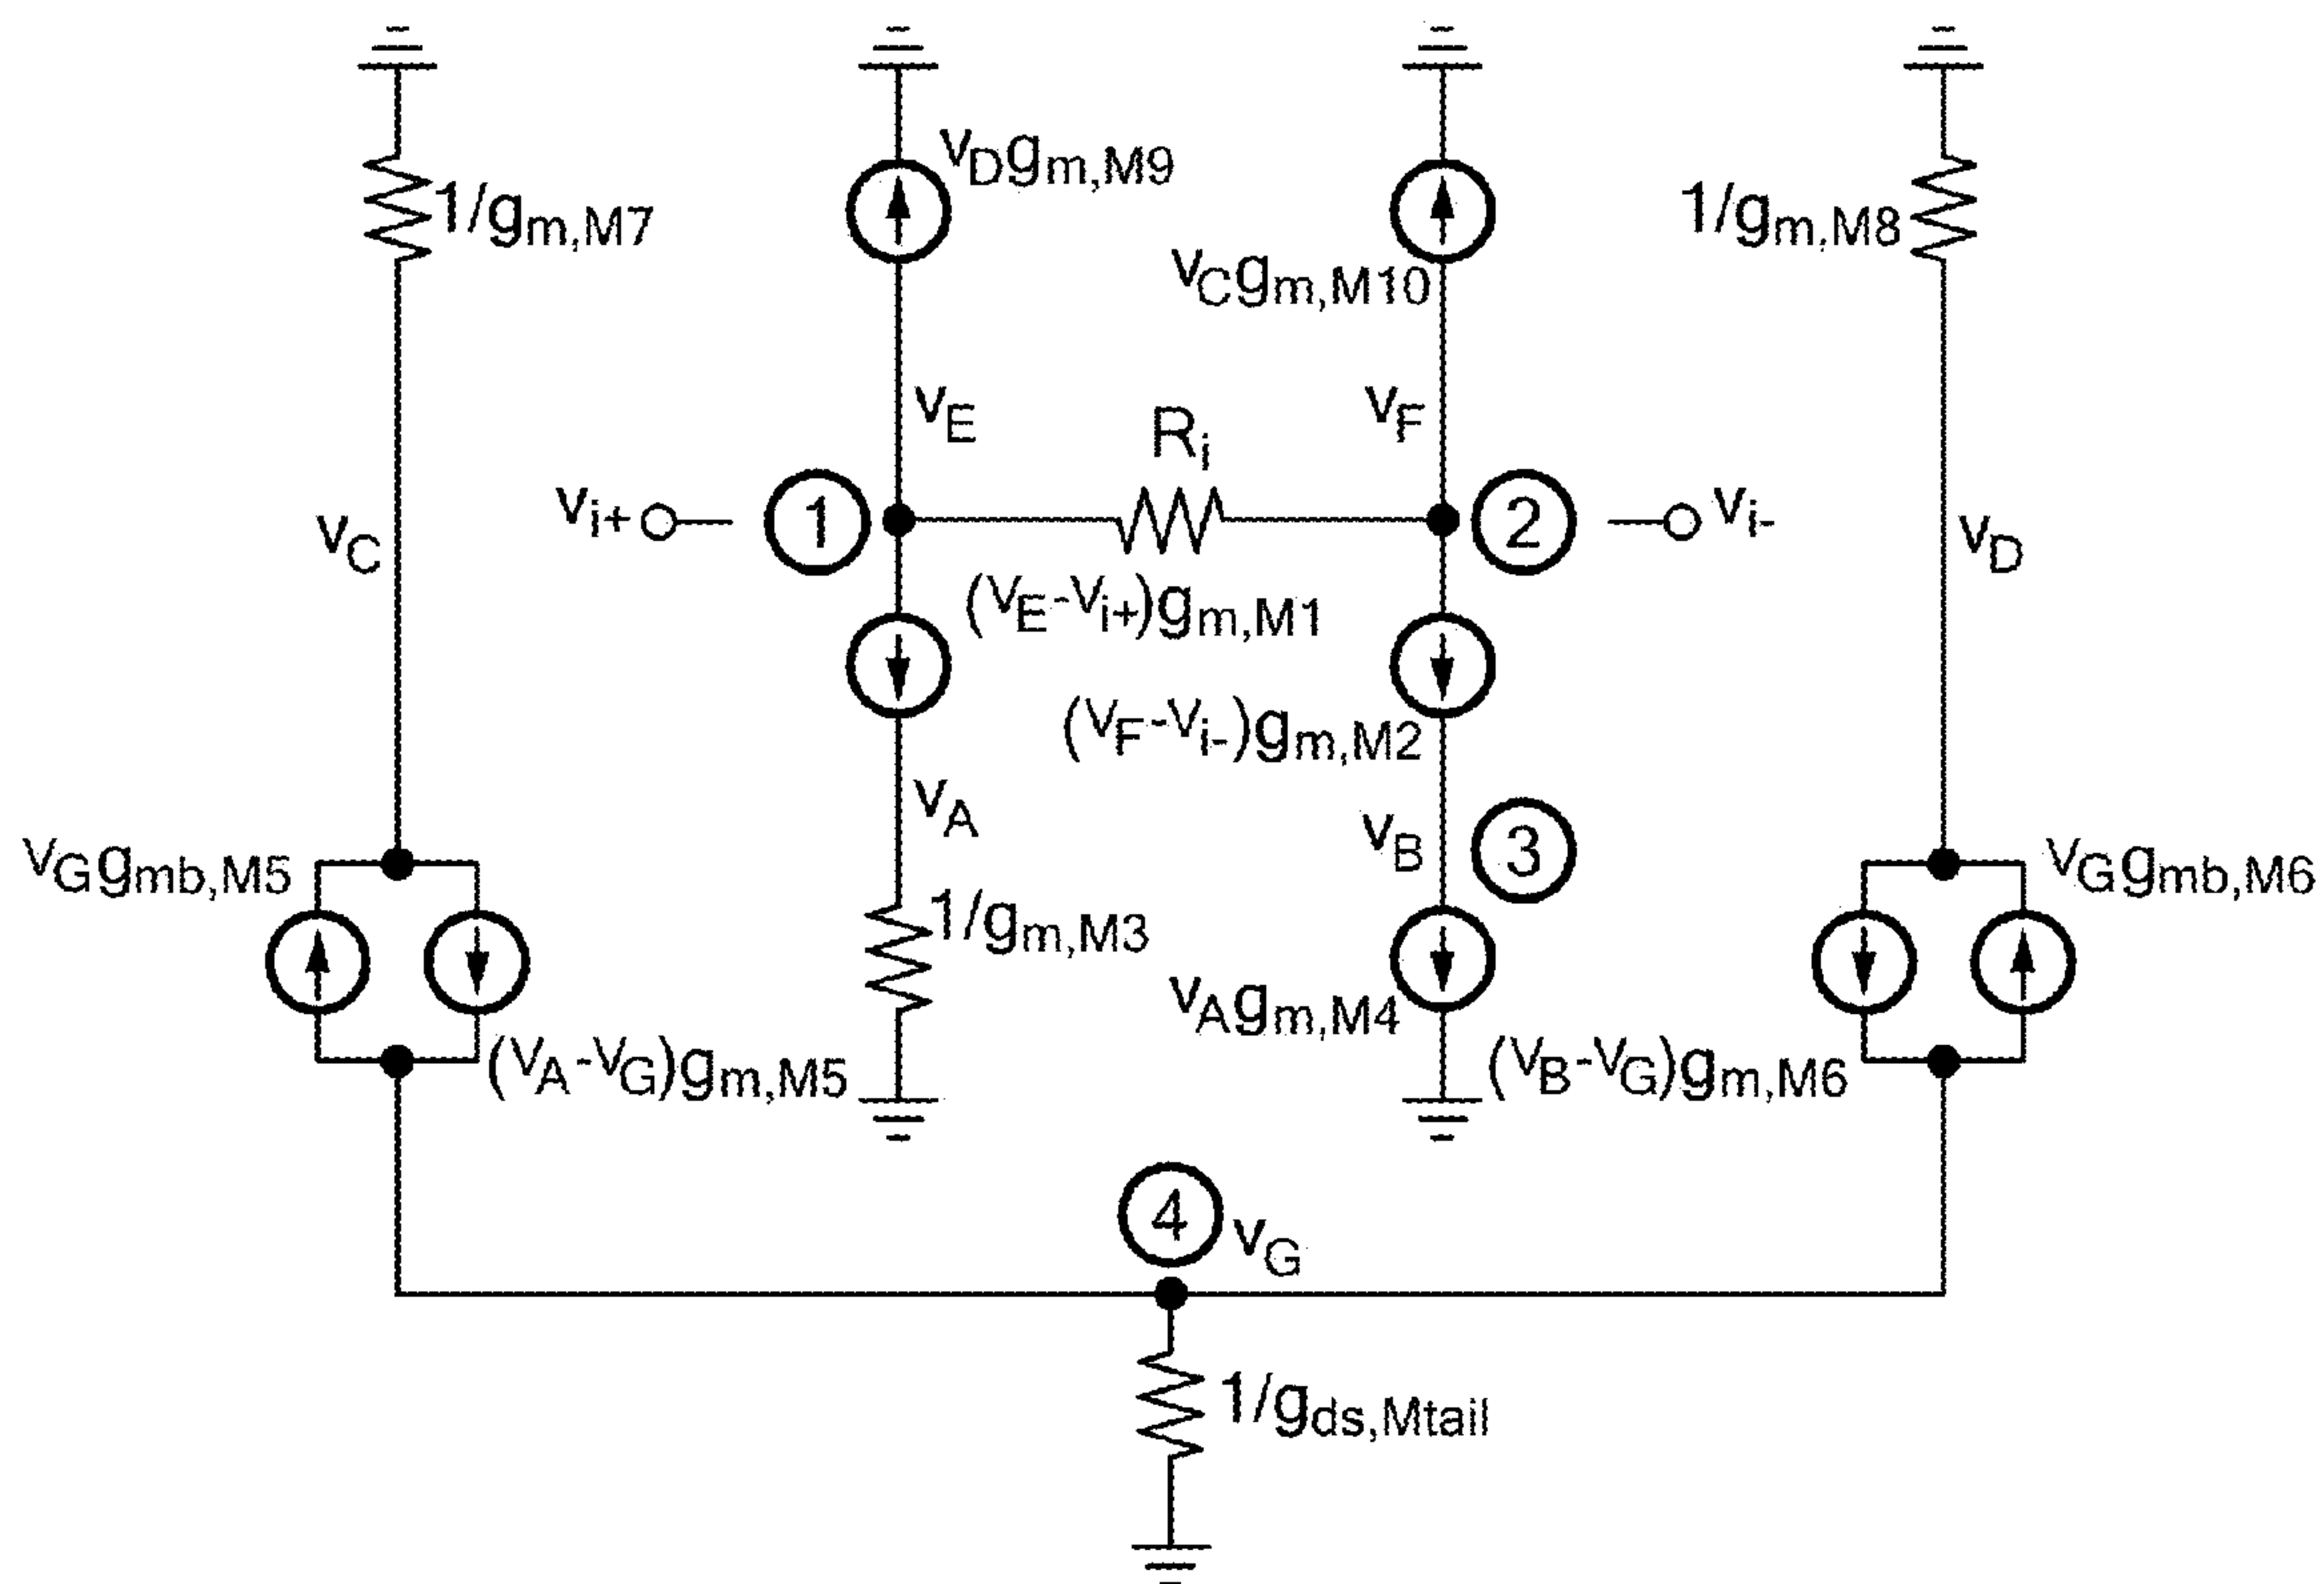 vDgm,M9
1/gm,M7
1/gm,M8
vCgm,M10
vE
vF
Ri
vi+
1
2
vi-
vC
vD
(vE-vi+)gm,M1
(vF-vi-)gm,M2
vA
vB
3
vGgmb,M5
vGgmb,M6
1/gm,M3
vAgm,M4
(vA-vG)gm,M5
(vB-vG)gm,M6
4
vG
1/gds,Mtail